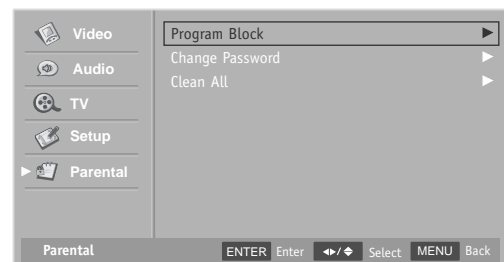 Video
Audio
TV
Setup
Parental
Program Block
Change Password
Clean All
Parental
ENTER Enter ◄►/▲▼ Select MENU Back